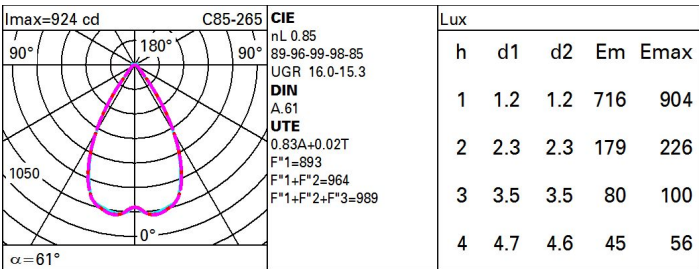 Imax=924 cd C85-265
90° 180° 90°
1050
0°
α=61°
CIE
nL 0.85
89-96-99-98-85
UGR 16.0-15.3
DIN
A.61
UTE
0.83A+0.02T
F"1=893
F"1+F"2=964
F"1+F"2+F"3=989
Lux
h d1 d2 Em Emax
1 1.2 1.2 716 904
2 2.3 2.3 179 226
3 3.5 3.5 80 100
4 4.7 4.6 45 56